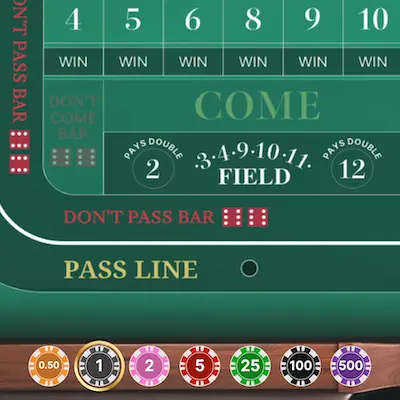 4 5 6 8 9 10
WIN WIN WIN WIN WIN WIN
DON'T PASS BAR
DON'T
COME
BAR
COME
PAYS DOUBLE
2
·3·4·9·10·11·
FIELD
PAYS DOUBLE
12
DON'T PASS BAR
PASS LINE
0.50 1 2 5 25 100 500